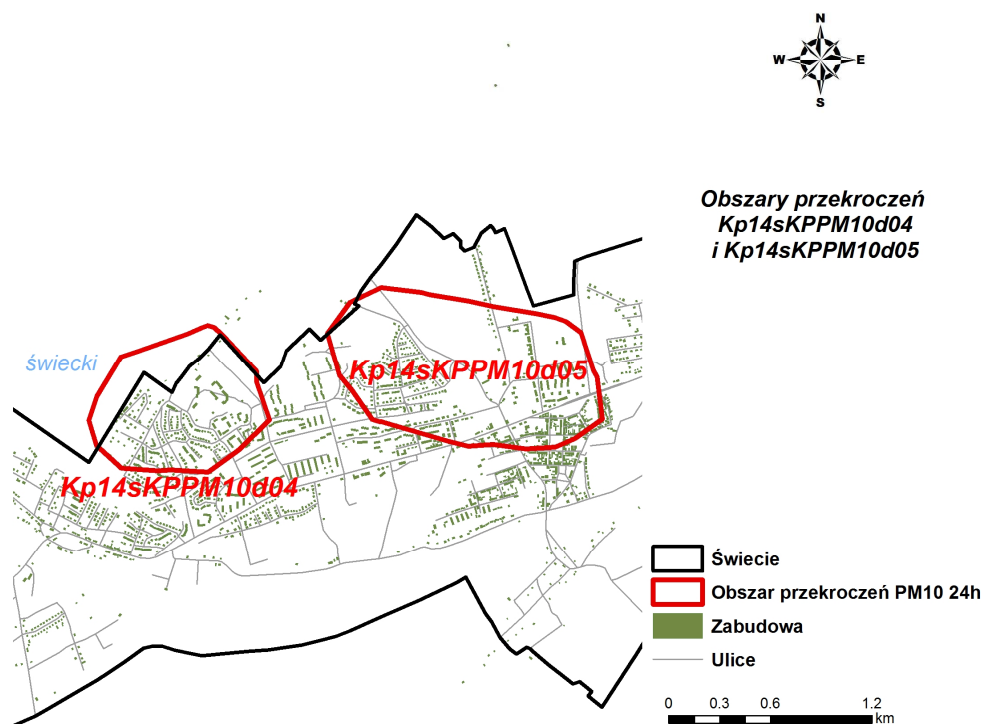 N
W E
S
Obszary przekroczeń
Kp14sKPPM10d04
i Kp14sKPPM10d05
świecki
Kp14sKPPM10d05
Kp14sKPPM10d04
Świecie
Obszar przekroczeń PM10 24h
Zabudowa
Ulice
0 0.3 0.6 1.2
km